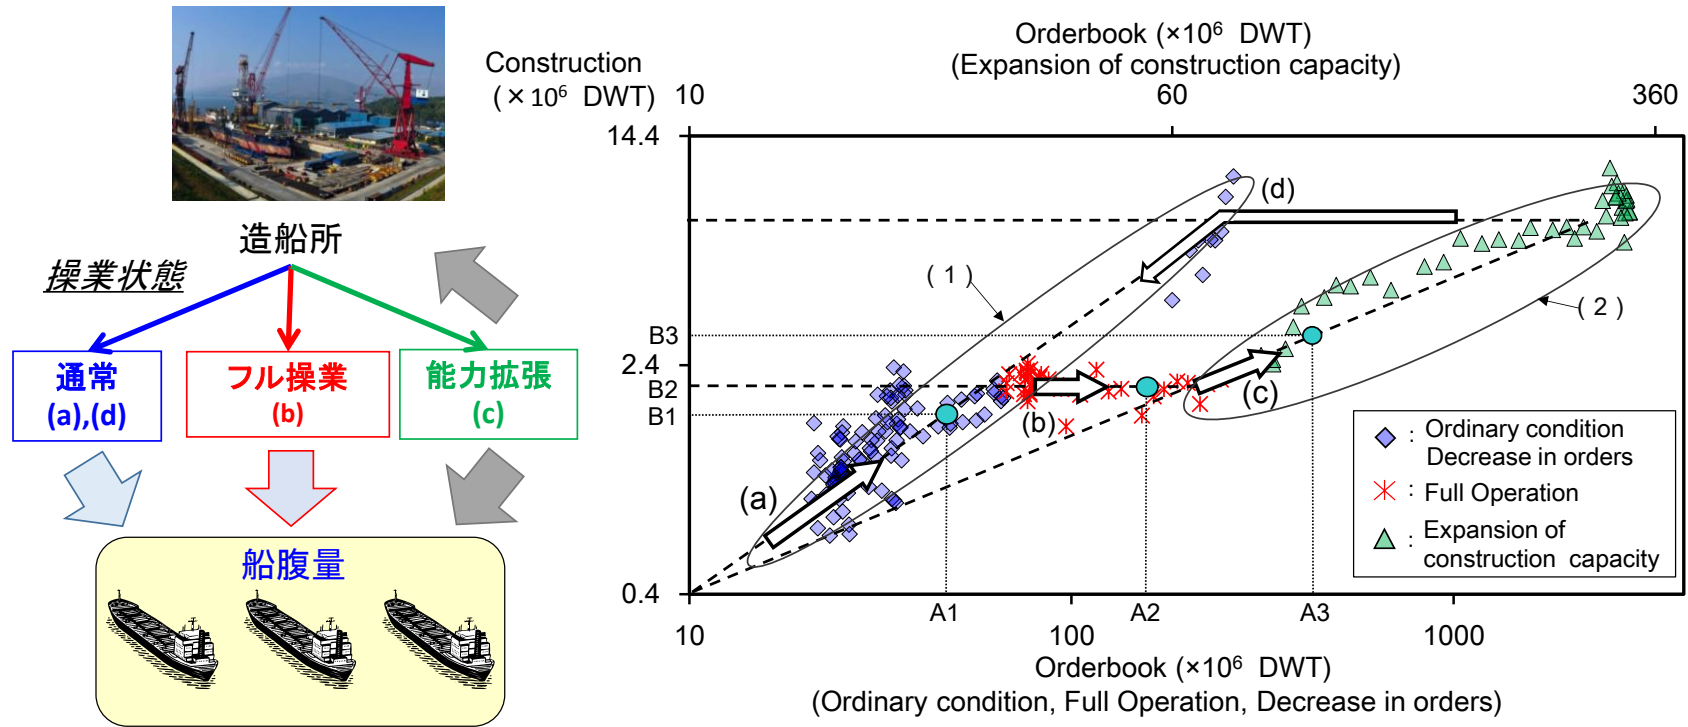 造船所
操業状態
通常
(a),(d)
フル操業
(b)
能力拡張
(c)
船腹量
Orderbook (×10⁶ DWT)
(Expansion of construction capacity)
Construction
(×10⁶ DWT)
10
60
360
14.4
2.4
0.4
B3
B2
B1
(d)
(1)
(2)
(b)
(c)
(a)
: Ordinary condition
Decrease in orders
: Full Operation
: Expansion of
construction capacity
A1
A2
A3
10
100
1000
Orderbook (×10⁶ DWT)
(Ordinary condition, Full Operation, Decrease in orders)